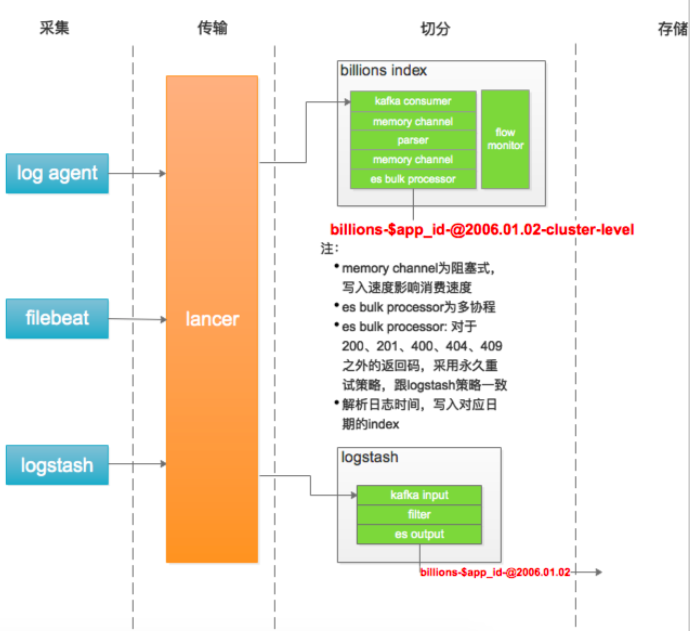 采集
传输
切分
存储
log agent
filebeat
logstash
lancer
billions index
kafka consumer
memory channel
parser
memory channel
es bulk processor
flow
monitor
billions-$app_id-@2006.01.02-cluster-level
注：
•memory channel为阻塞式，
写入速度影响消费速度
•es bulk processor为多协程
•es bulk processor: 对于
200、201、400、404、409
之外的返回码，采用永久重
试策略，跟logstash策略一致
•解析日志时间，写入对应日
期的index
logstash
kafka input
filter
es output
billions-$app_id-@2006.01.02